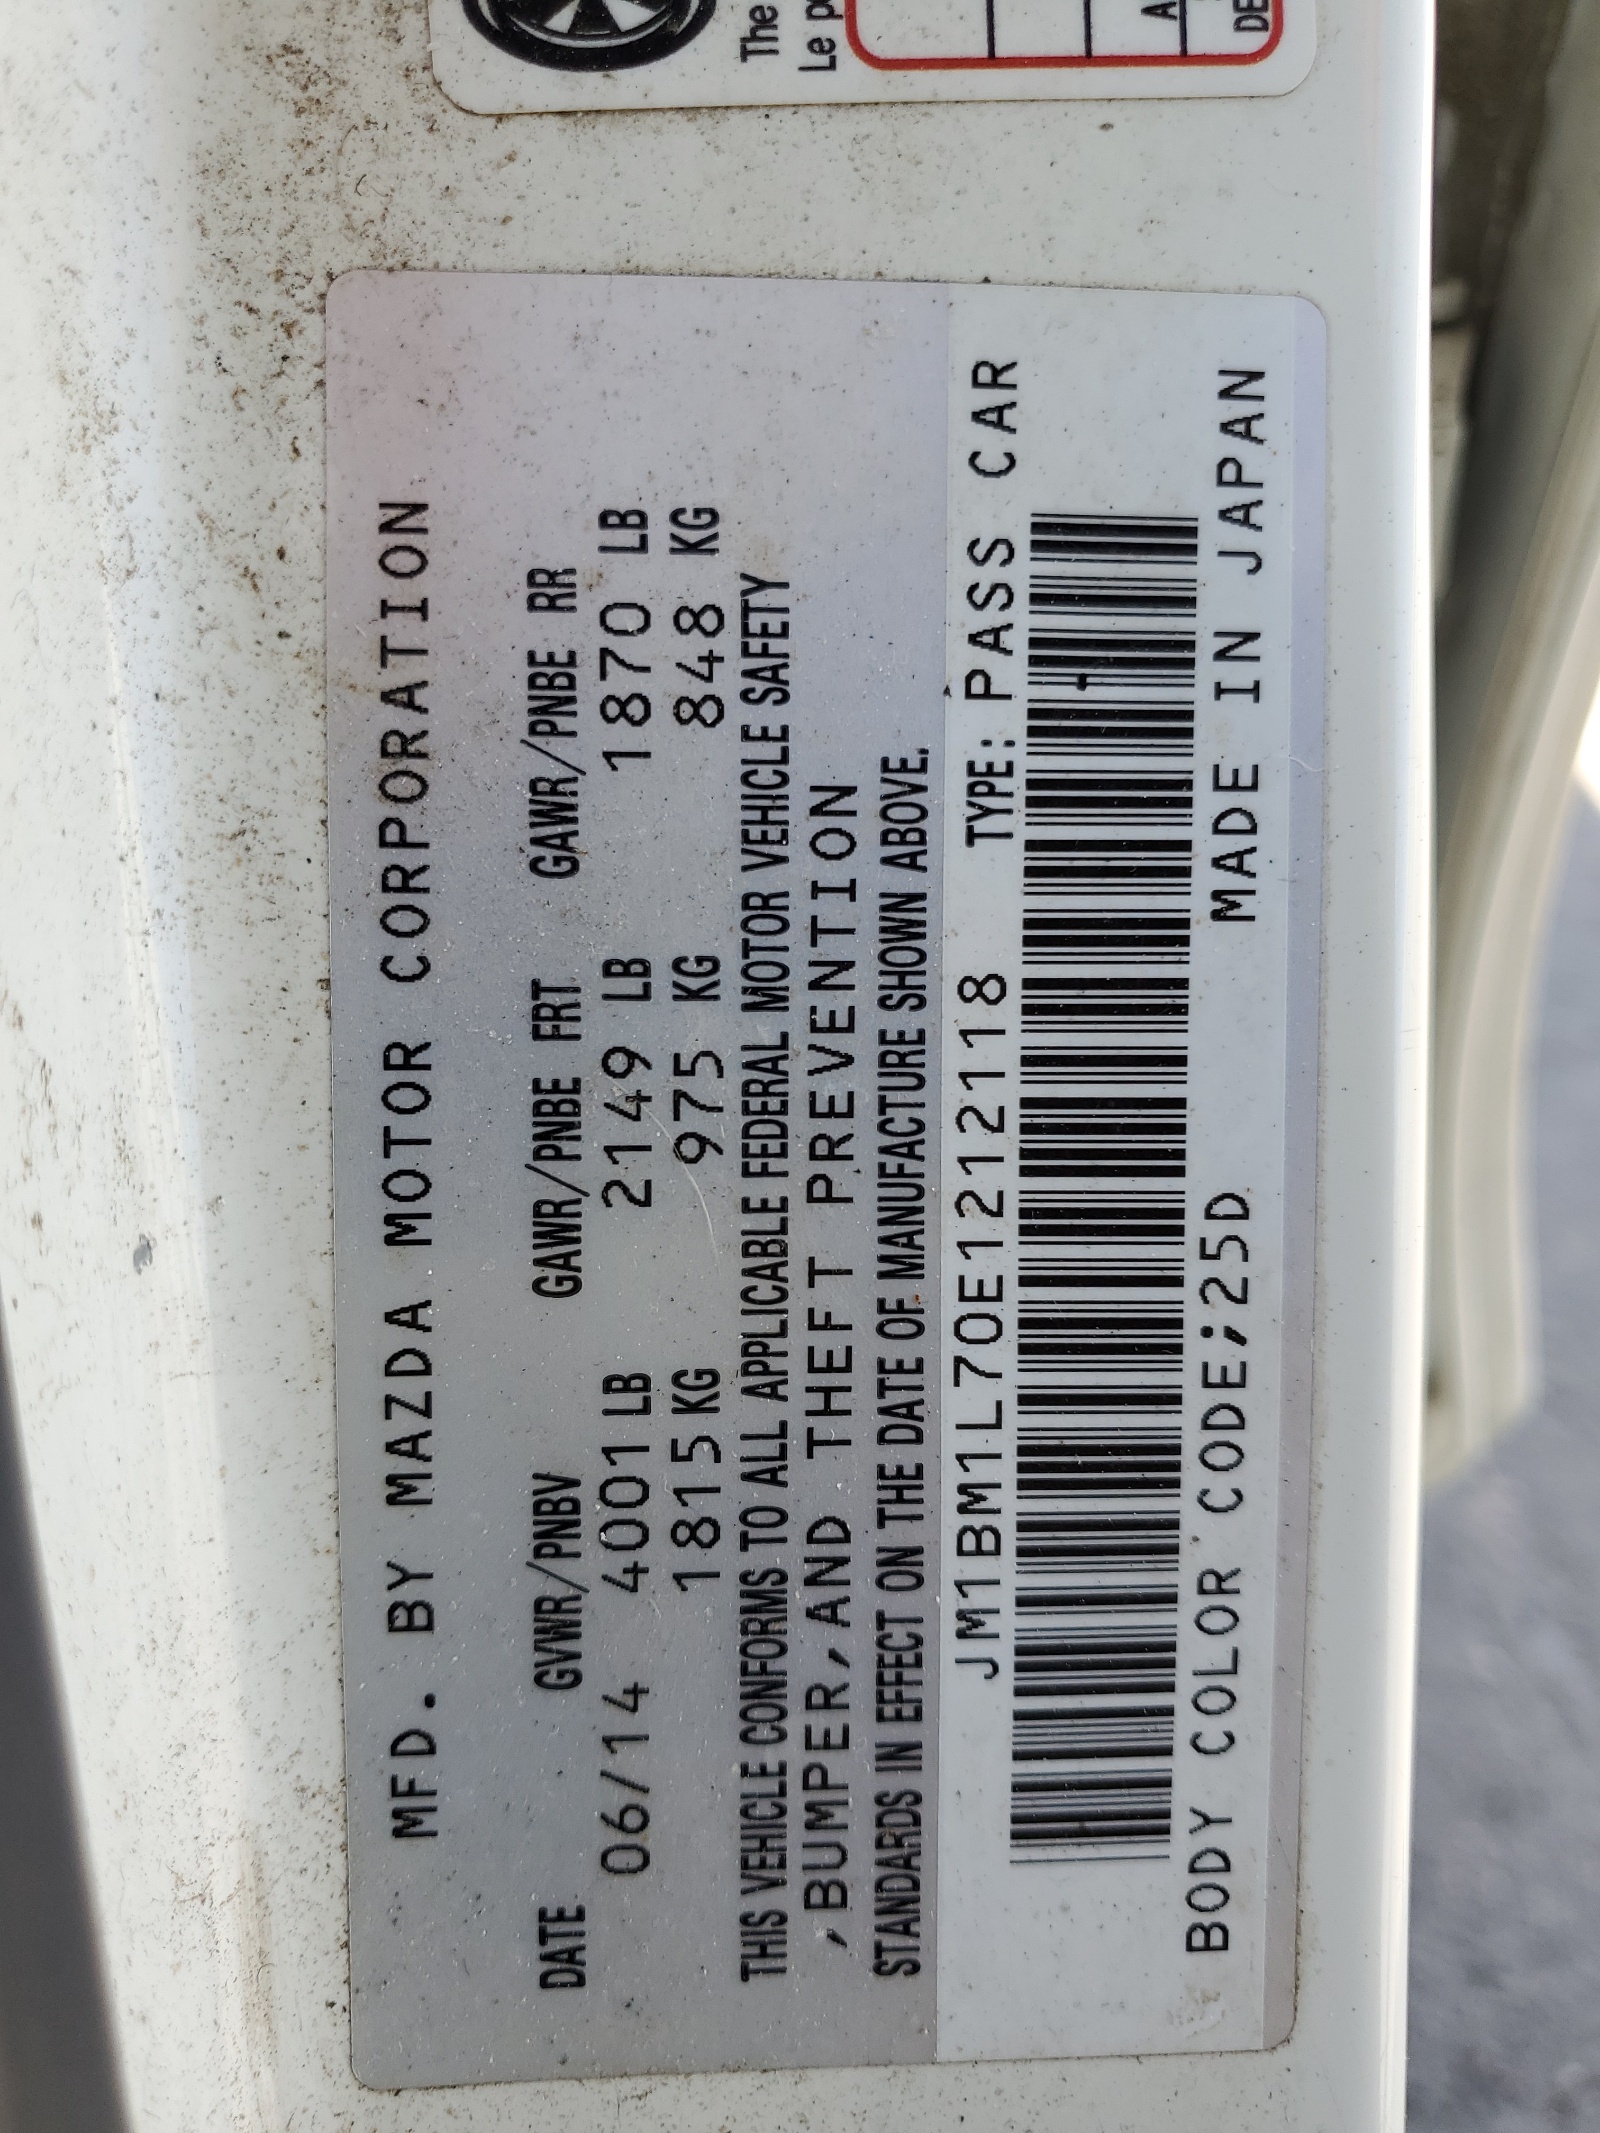 The
Le p
A
DE
MFD. BY MAZDA MOTOR CORPORATION
DATE GVWR/PNBV GAWR/PNBE FRT GAWR/PNBE RR
06/14 4001 LB 2149 LB 1870 LB
1815 KG 975 KG 848 KG
THIS VEHICLE CONFORMS TO ALL APPLICABLE FEDERAL MOTOR VEHICLE SAFETY
,BUMPER,AND THEFT PREVENTION
STANDARDS IN EFFECT ON THE DATE OF MANUFACTURE SHOWN ABOVE.
JM1BM1L70E1212118 TYPE: PASS CAR
BODY COLOR CODE;25D MADE IN JAPAN